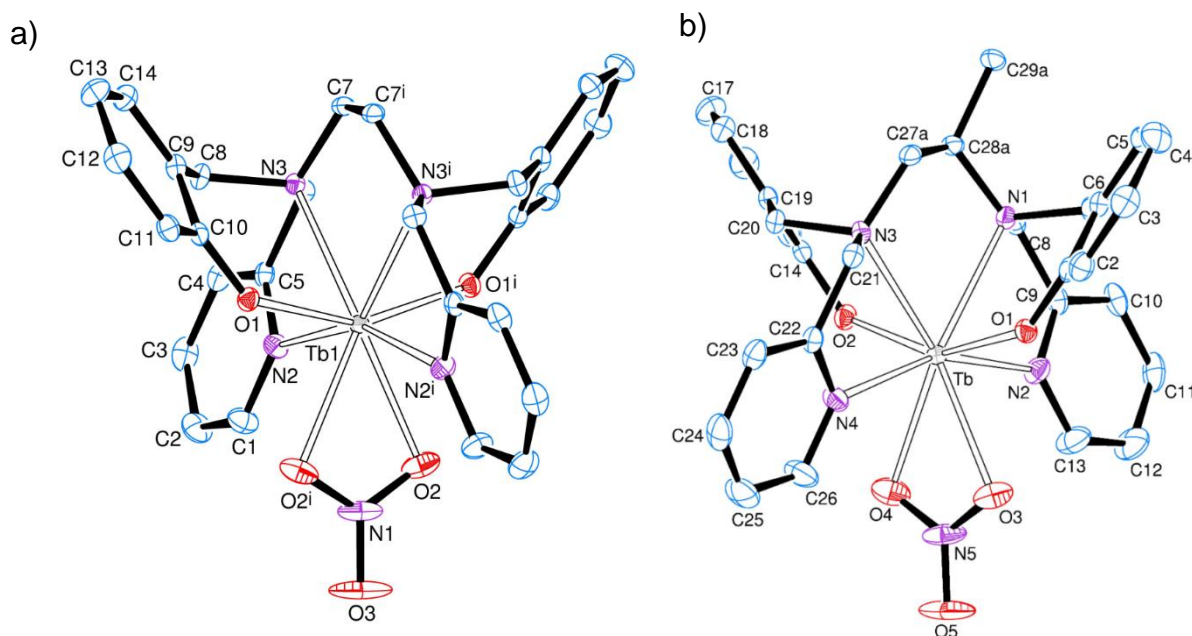 a)
C13
C14
C7
C7i
C12
C9
C8
N3
N3i
C11
C10
C4
C5
O1
O1i
Tb1
C3
N2
N2i
C2
C1
O2i
O2
N1
O3
b)
C29a
C17
C18
C27a
C28a
C5
C4
C19
C20
N3
N1
C6
C3
C8
C14
C21
C2
O2
C22
C9
O1
C10
C23
Tb
N2
C11
N4
C24
C13
C12
C26
C25
O4
O3
N5
O5